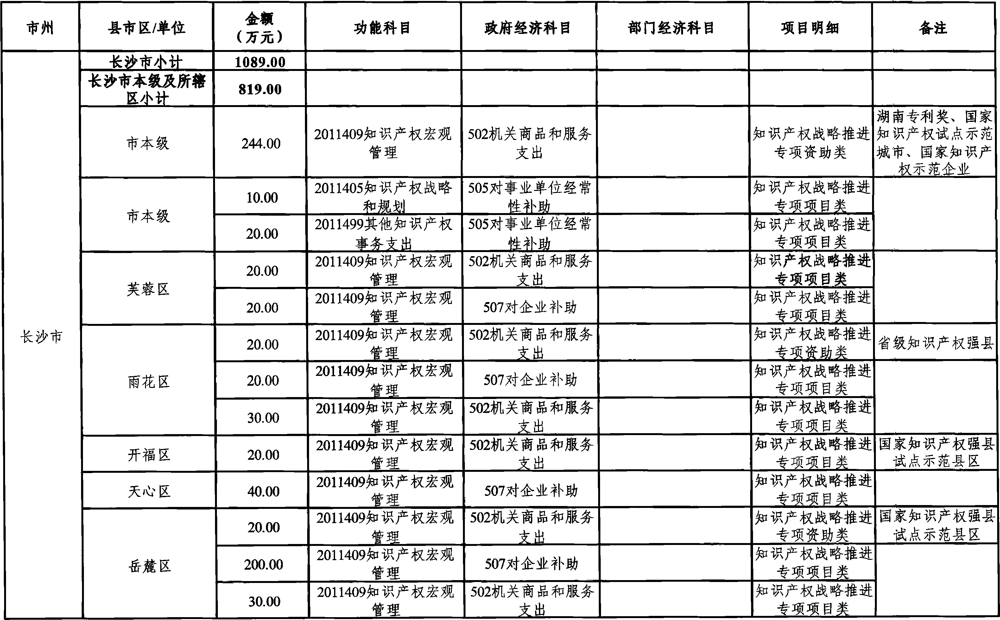 市州 县市区/单位 金额（万元） 功能科目 政府经济科目 部门经济科目 项目明细 备注
长沙市
长沙市小计 1089.00
长沙市本级及所辖
区小计
819.00
市本级
244.00
2011409知识产权宏观
管理
502机关商品和服务
支出
知识产权战略推进
专项资助类
湖南专利奖、国家
知识产权试点示范
城市、国家知识产
权示范企业
市本级
10.00
2011405知识产权战略
和规划
505对事业单位经常
性补助
知识产权战略推进
专项项目类
20.00
2011499其他知识产权
事务支出
505对事业单位经常
性补助
知识产权战略推进
专项项目类
芙蓉区
20.00
2011409知识产权宏观
管理
502机关商品和服务
支出
知识产权战略推进
专项项目类
20.00
2011409知识产权宏观
管理
507对企业补助
知识产权战略推进
专项项目类
雨花区
20.00
2011409知识产权宏观
管理
502机关商品和服务
支出
知识产权战略推进
专项资助类
省级知识产权强县
20.00
2011409知识产权宏观
管理
507对企业补助
知识产权战略推进
专项项目类
30.00
2011409知识产权宏观
管理
502机关商品和服务
支出
知识产权战略推进
专项项目类
开福区
20.00
2011409知识产权宏观
管理
502机关商品和服务
支出
知识产权战略推进
专项项目类
国家知识产权强县
试点示范县区
天心区
40.00
2011409知识产权宏观
管理
507对企业补助
知识产权战略推进
专项项目类
岳麓区
20.00
2011409知识产权宏观
管理
502机关商品和服务
支出
知识产权战略推进
专项资助类
国家知识产权强县
试点示范县区
200.00
2011409知识产权宏观
管理
507对企业补助
知识产权战略推进
专项项目类
30.00
2011409知识产权宏观
管理
502机关商品和服务
支出
知识产权战略推进
专项项目类